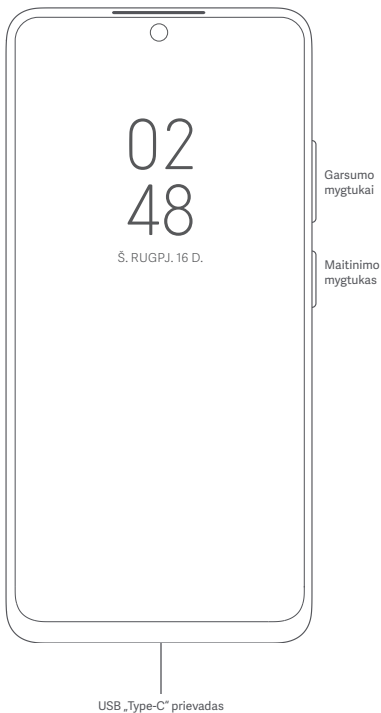 02
48
Š. RUGPJ. 16 D.
Garsumo
mygtukai
Maitinimo
mygtukas
USB „Type-C“ prievadas